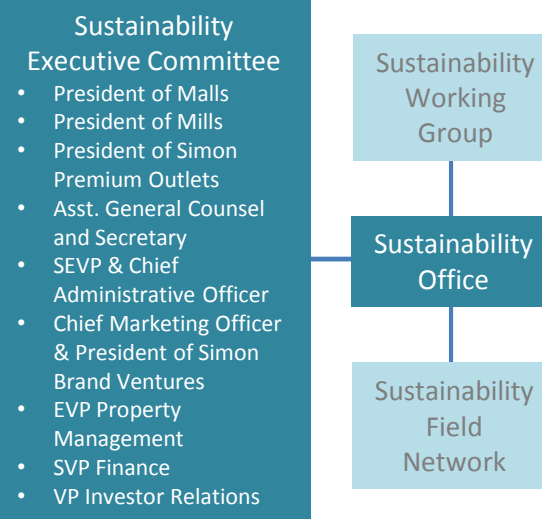 Sustainability
Executive Committee
• President of Malls
• President of Mills
• President of Simon
Premium Outlets
• Asst. General Counsel
and Secretary
• SEVP & Chief
Administrative Officer
• Chief Marketing Officer
& President of Simon
Brand Ventures
• EVP Property
Management
• SVP Finance
• VP Investor Relations
Sustainability
Working
Group
Sustainability
Office
Sustainability
Field
Network